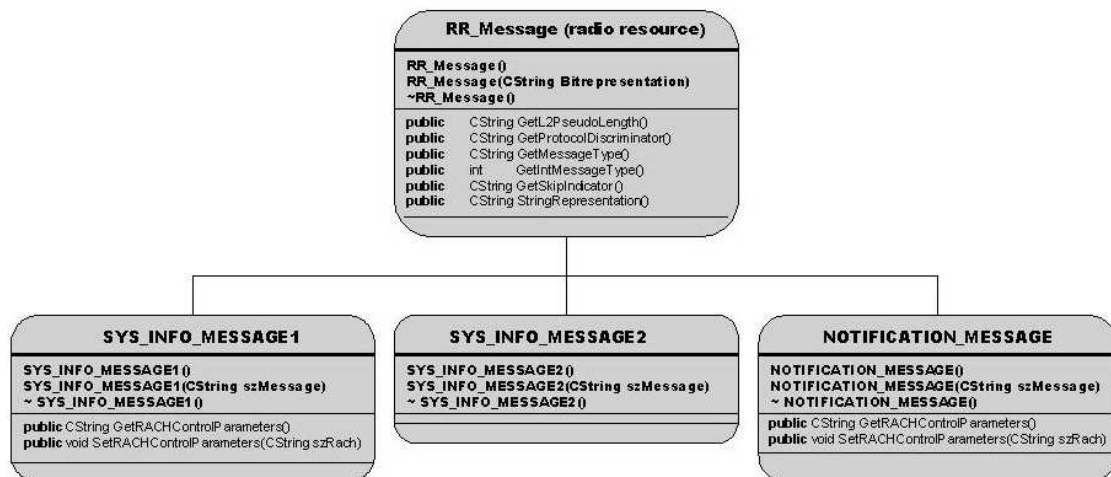 RR_Message (radio resource)
RR_Message()
RR_Message(CString Bitrepresentation)
~RR_Message()
public CString GetL2PseudoLength()
public CString GetProtocolDiscriminator()
public CString GetMessageType()
public int GetIntMessageType()
public CString GetSkipIndicator()
public CString StringRepresentation()
SYS_INFO_MESSAGE1
SYS_INFO_MESSAGE1()
SYS_INFO_MESSAGE1(CString szMessage)
~ SYS_INFO_MESSAGE1()
public CString GetRACHControlParameters()
public void SetRACHControlParameters(CString szRach)
SYS_INFO_MESSAGE2
SYS_INFO_MESSAGE2()
SYS_INFO_MESSAGE2(CString szMessage)
~ SYS_INFO_MESSAGE2()
NOTIFICATION_MESSAGE
NOTIFICATION_MESSAGE()
NOTIFICATION_MESSAGE(CString szMessage)
~ NOTIFICATION_MESSAGE()
public CString GetRACHControlParameters()
public void SetRACHControlParameters(CString szRach)